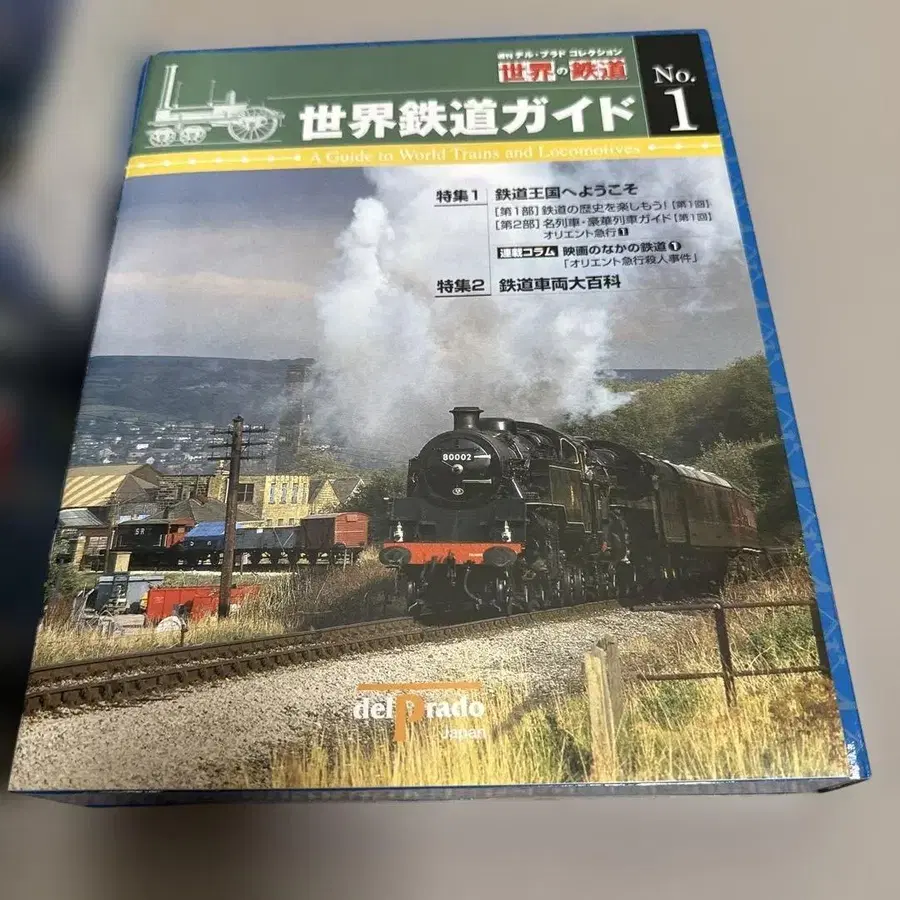 週刊 デル・プラド コレクション
世界の鉄道
No.
1
世界鉄道ガイド
A Guide to World Trains and Locomotives
特集1 鉄道王国へようこそ
[第1部] 鉄道の歴史を楽しもう! [第1回]
[第2部] 名列車・豪華列車ガイド [第1回]
オリエント急行❶
連載コラム 映画のなかの鉄道❶
「オリエント急行殺人事件」
特集2 鉄道車両大百科
80002
SR
delPrado
Japan